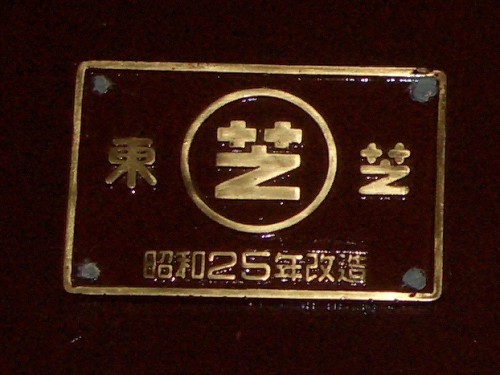 東 芝 芝
昭和25年改造